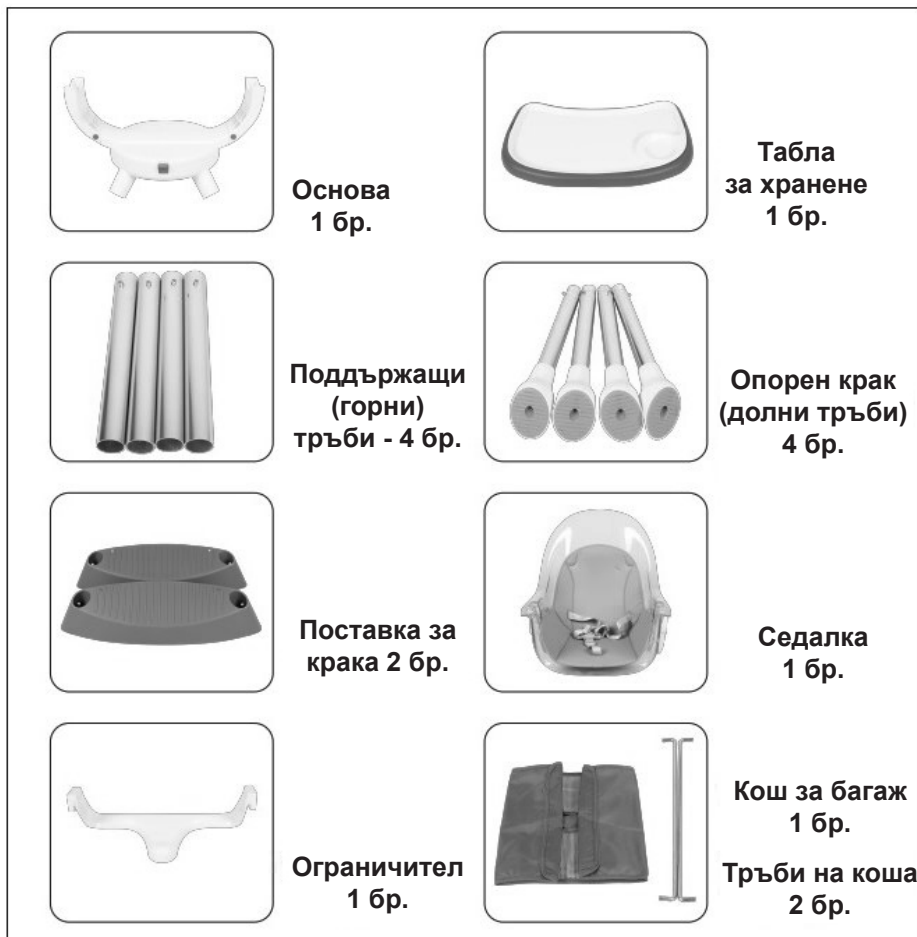 Основа
1 бр.
Табла
за хранене
1 бр.
Поддържащи
(горни)
тръби - 4 бр.
Опорен крак
(долни тръби)
4 бр.
Поставка за
крака 2 бр.
Седалка
1 бр.
Ограничител
1 бр.
Кош за багаж
1 бр.
Тръби на коша
2 бр.